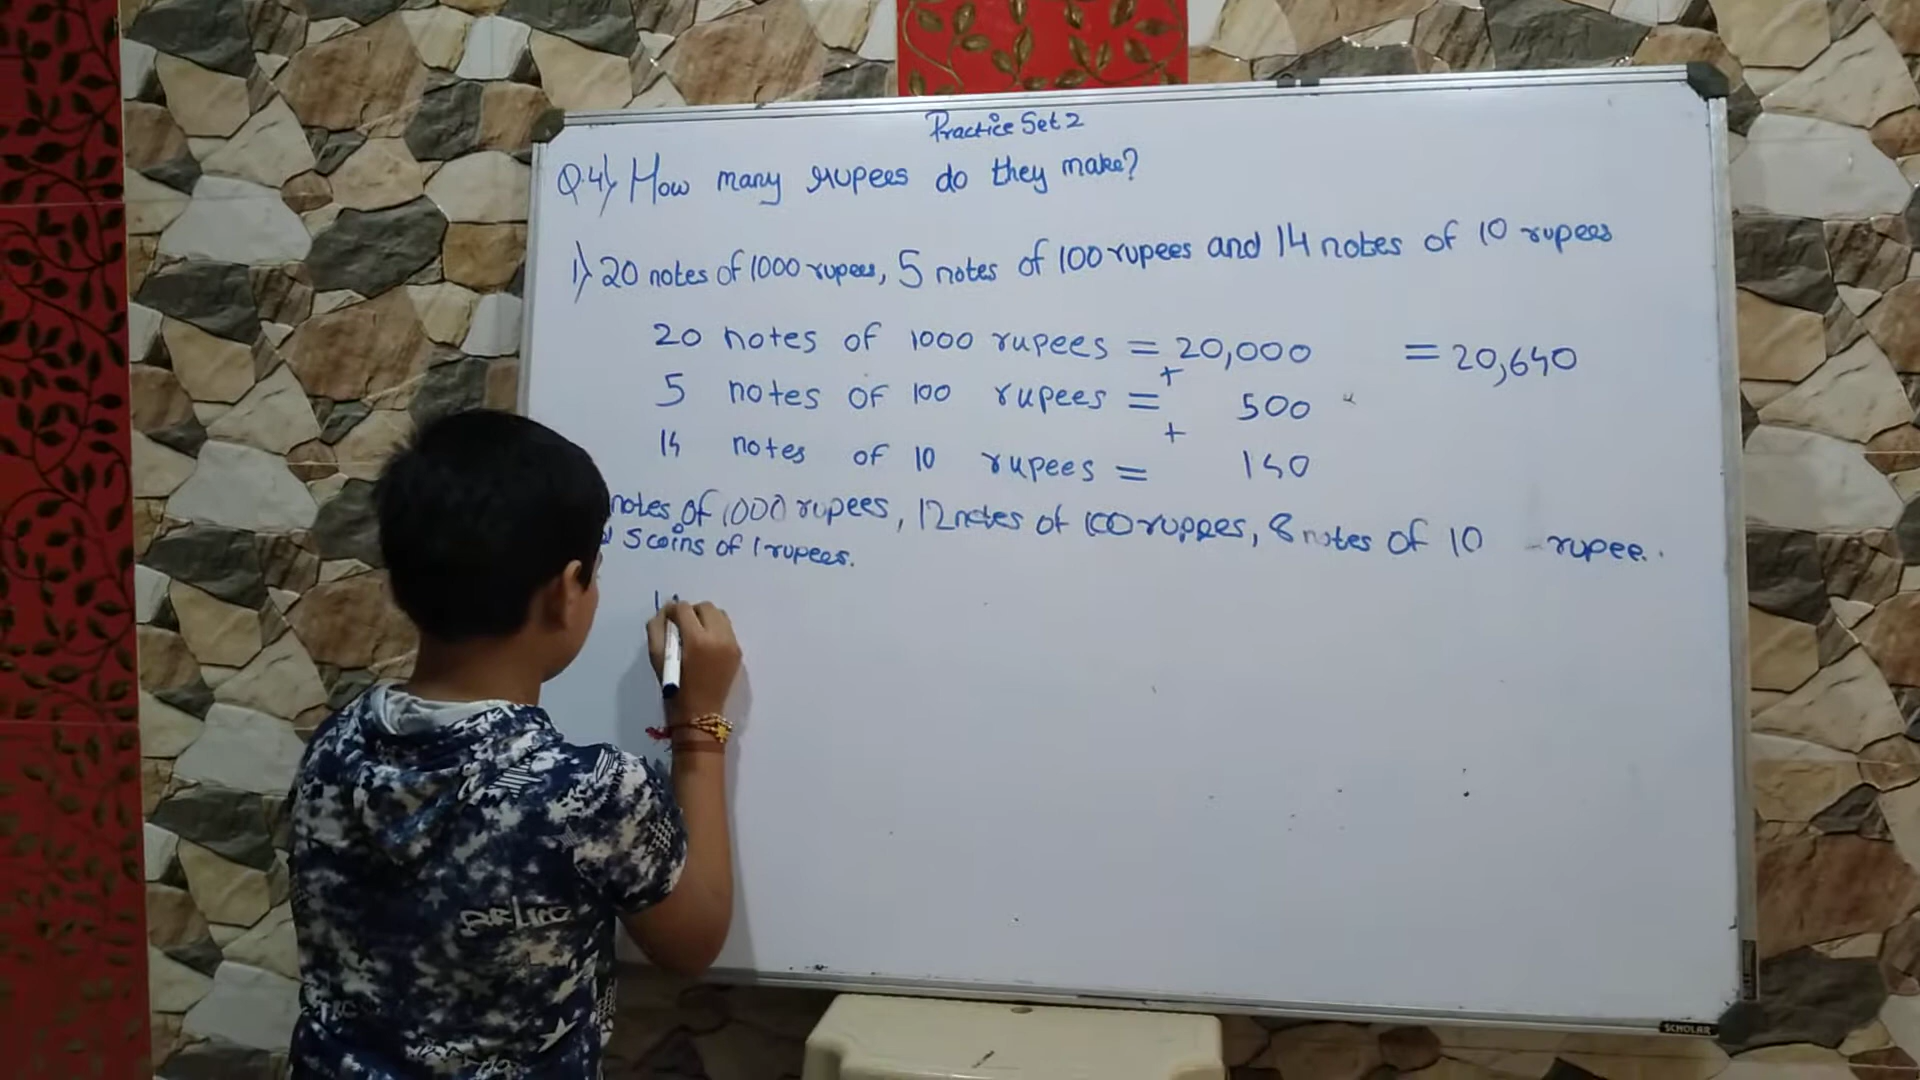 Practice Set 2
Q.4) How many rupees do they make?
1) 20 notes of 1000 rupees, 5 notes of 100 rupees and 14 notes of 10 rupees
20 notes of 1000 rupees = 20,000 = 20,640
+
5 notes of 100 rupees = 500
+
14 notes of 10 rupees = 140
notes of 1000 rupees, 12 notes of 100 rupees, 8 notes of 10 rupee.
5 coins of 1 rupees.
SCHOLAR